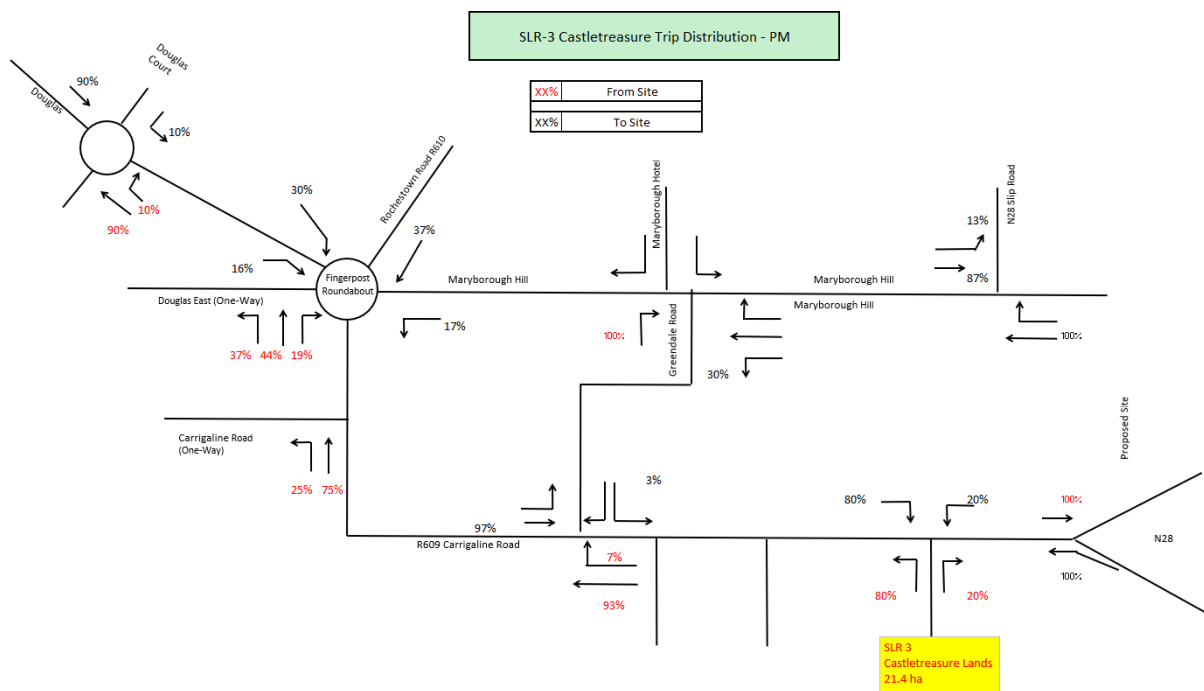 SLR-3 Castletreasure Trip Distribution - PM
XX% From Site
XX% To Site
Douglas
Court
90%
Douglas
10%
10%
90%
Rochestown Road R610
30%
37%
16%
Fingerpost
Roundabout
Douglas East (One-Way)
37% 44% 19%
17%
Maryborough Hill
Maryborough Hotel
Maryborough Hill
Maryborough Hill
N28 Slip Road
13%
87%
100%
100%
Greendale Road
30%
Carrigaline Road
(One-Way)
25% 75%
97%
R609 Carrigaline Road
3%
7%
93%
80%
20%
80%
20%
Proposed Site
100%
100%
N28
SLR 3
Castletreasure Lands
21.4 ha